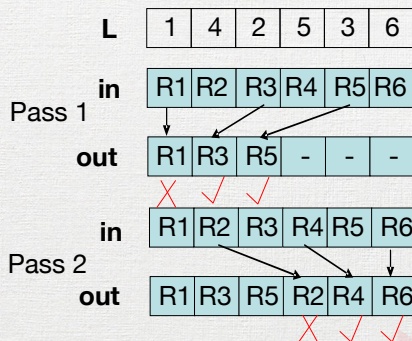 L 1 4 2 5 3 6
in R1 R2 R3 R4 R5 R6
Pass 1
out R1 R3 R5 - - -
in R1 R2 R3 R4 R5 R6
Pass 2
out R1 R3 R5 R2 R4 R6